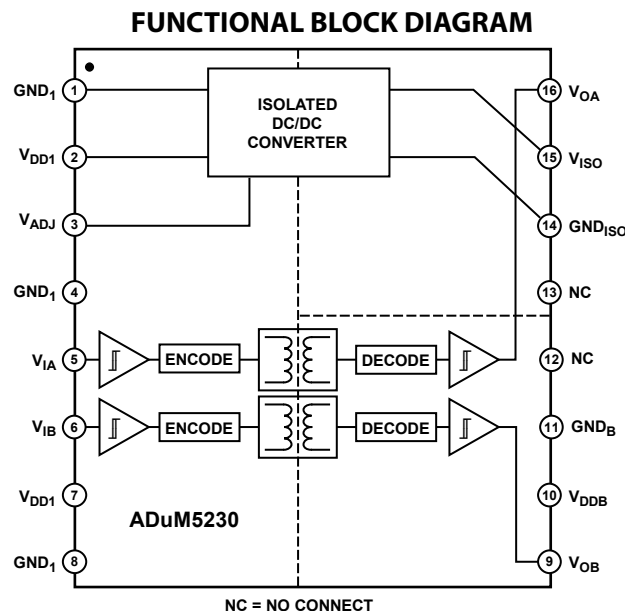 FUNCTIONAL BLOCK DIAGRAM
GND1 1
VDD1 2
VADJ 3
GND1 4
VIA 5
VIB 6
VDD1 7
GND1 8
ISOLATED
DC/DC
CONVERTER
ENCODE
DECODE
ENCODE
DECODE
ADuM5230
16 VOA
15 VISO
14 GNDISO
13 NC
12 NC
11 GNDB
10 VDDB
9 VOB
NC = NO CONNECT